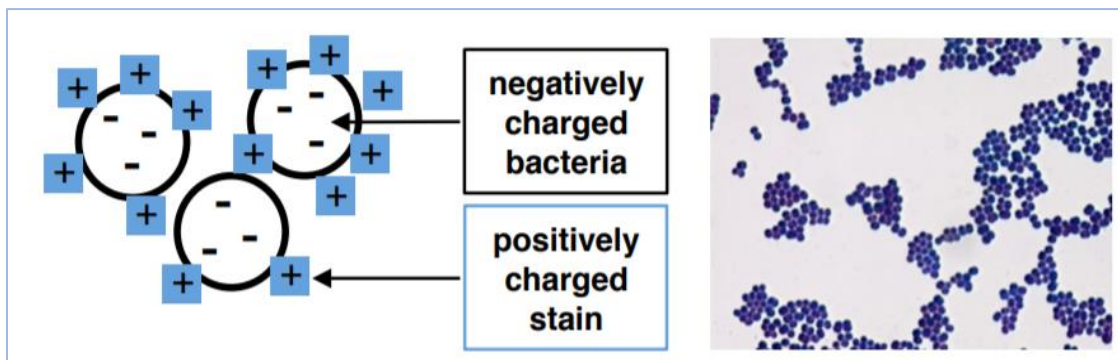 negatively
charged
bacteria
positively
charged
stain